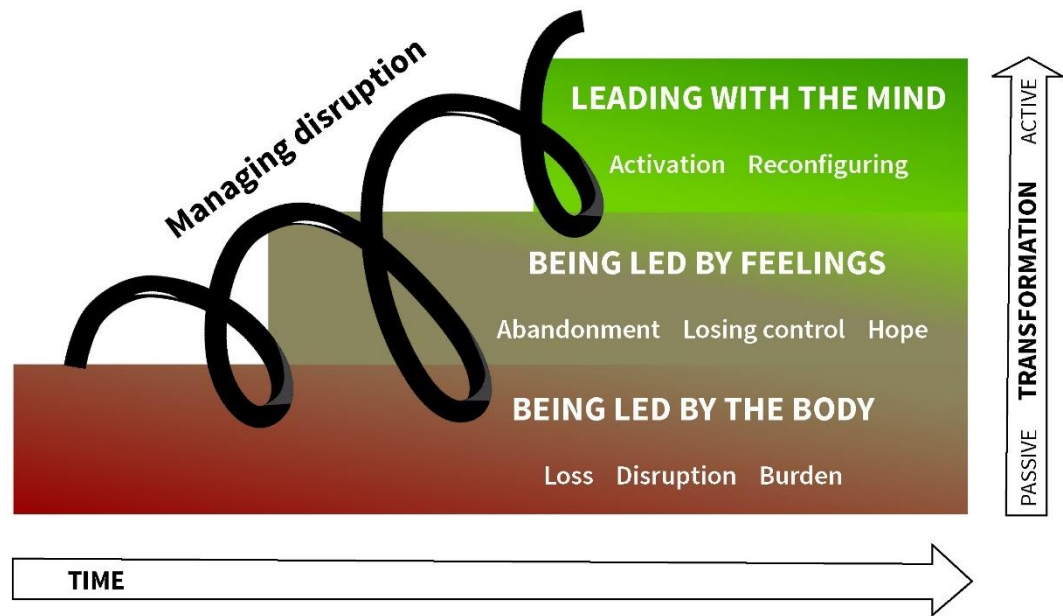 Managing disruption
LEADING WITH THE MIND
Activation Reconfiguring
BEING LED BY FEELINGS
Abandonment Losing control Hope
BEING LED BY THE BODY
Loss Disruption Burden
PASSIVE TRANSFORMATION ACTIVE
TIME